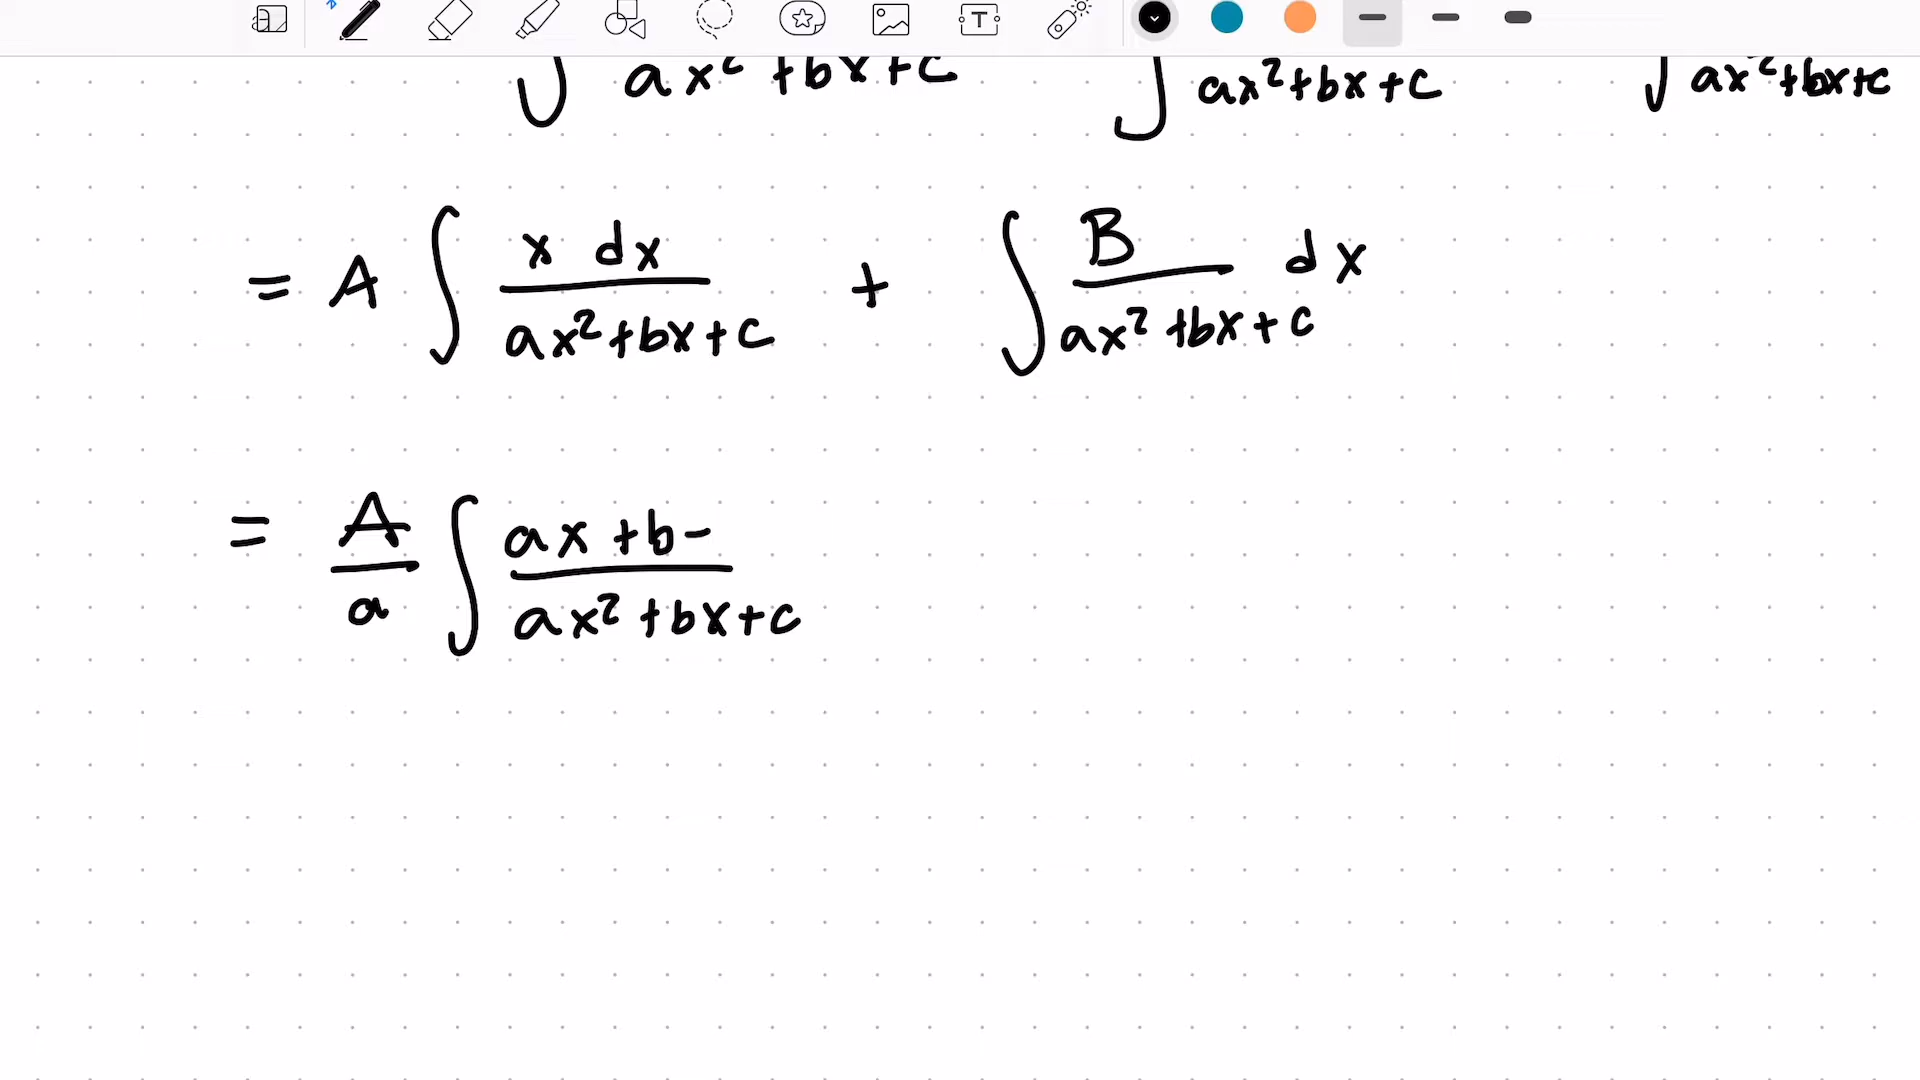 ∫ ax² + bx + c ∫ ax² + bx + c ∫ ax² + bx + c
= A ∫ x dx / ax² + bx + c + ∫ B / ax² + bx + c dx
= A / a ∫ ax + b - / ax² + bx + c